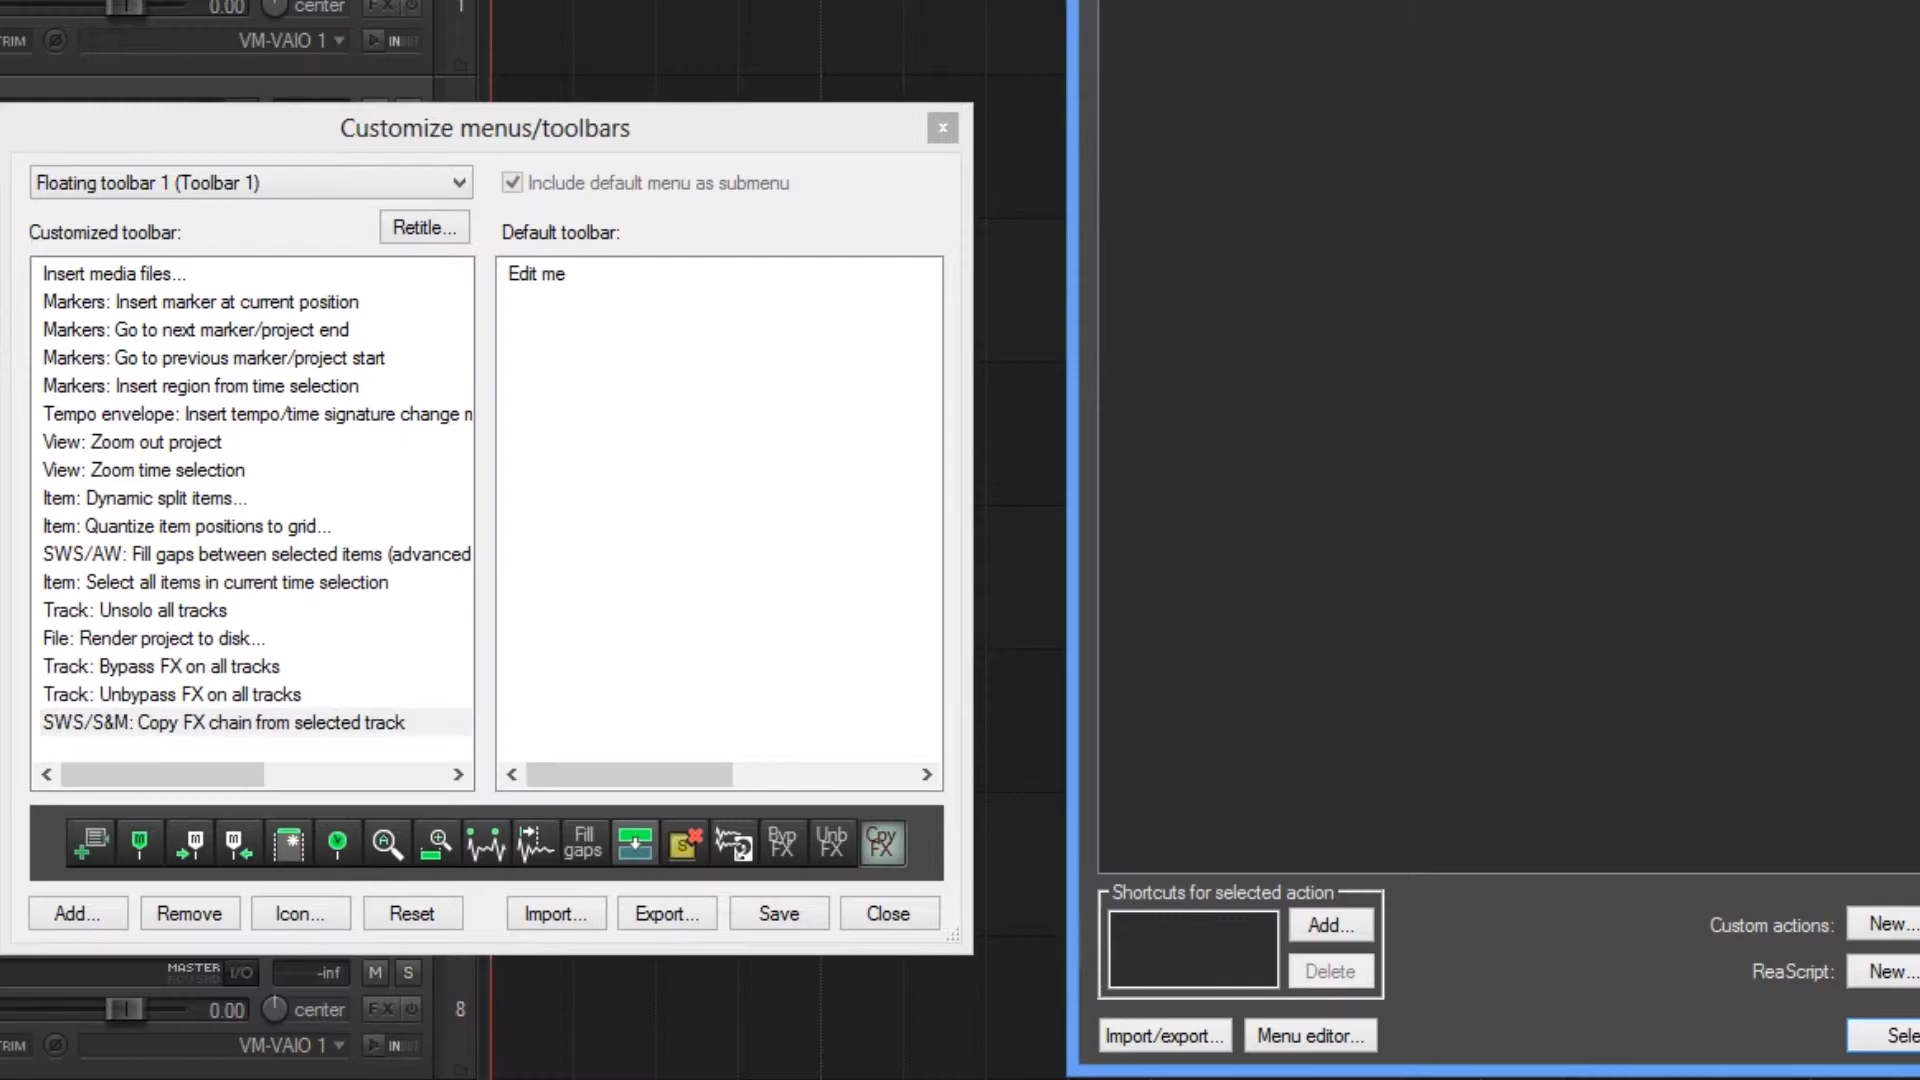 0.00
center
FX
1
TRIM
VM-VAIO 1
IN
Customize menus/toolbars
x
Floating toolbar 1 (Toolbar 1)
Include default menu as submenu
Customized toolbar:
Retitle...
Default toolbar:
Insert media files...
Markers: Insert marker at current position
Markers: Go to next marker/project end
Markers: Go to previous marker/project start
Markers: Insert region from time selection
Tempo envelope: Insert tempo/time signature change m
View: Zoom out project
View: Zoom time selection
Item: Dynamic split items...
Item: Quantize item positions to grid...
SWS/AW: Fill gaps between selected items (advanced
Item: Select all items in current time selection
Track: Unsolo all tracks
File: Render project to disk...
Track: Bypass FX on all tracks
Track: Unbypass FX on all tracks
SWS/S&M: Copy FX chain from selected track
Edit me
M
M
M
A
Fill
gaps
S
Byp
FX
Unb
FX
Cpy
FX
Add...
Remove
Icon...
Reset
Import...
Export...
Save
Close
Shortcuts for selected action
Add...
Delete
Custom actions:
New...
ReaScript:
New...
Import/export...
Menu editor...
Sele
MASTER
I/O
-inf
M
S
0.00
center
FX
8
TRIM
VM-VAIO 1
IN